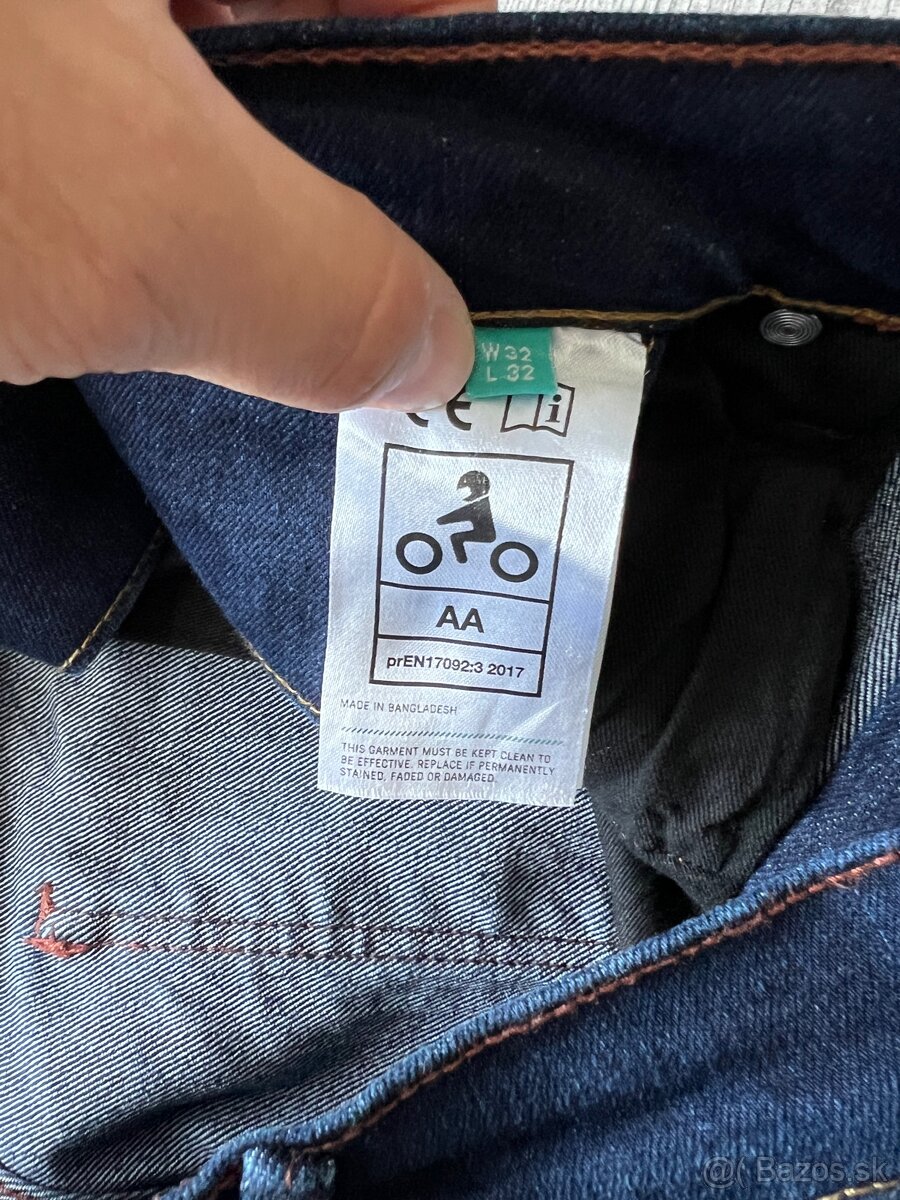 W 32
L 32
CE i
AA
prEN17092:3 2017
MADE IN BANGLADESH
THIS GARMENT MUST BE KEPT CLEAN TO
BE EFFECTIVE. REPLACE IF PERMANENTLY
STAINED, FADED OR DAMAGED.
@( Bazos.sk